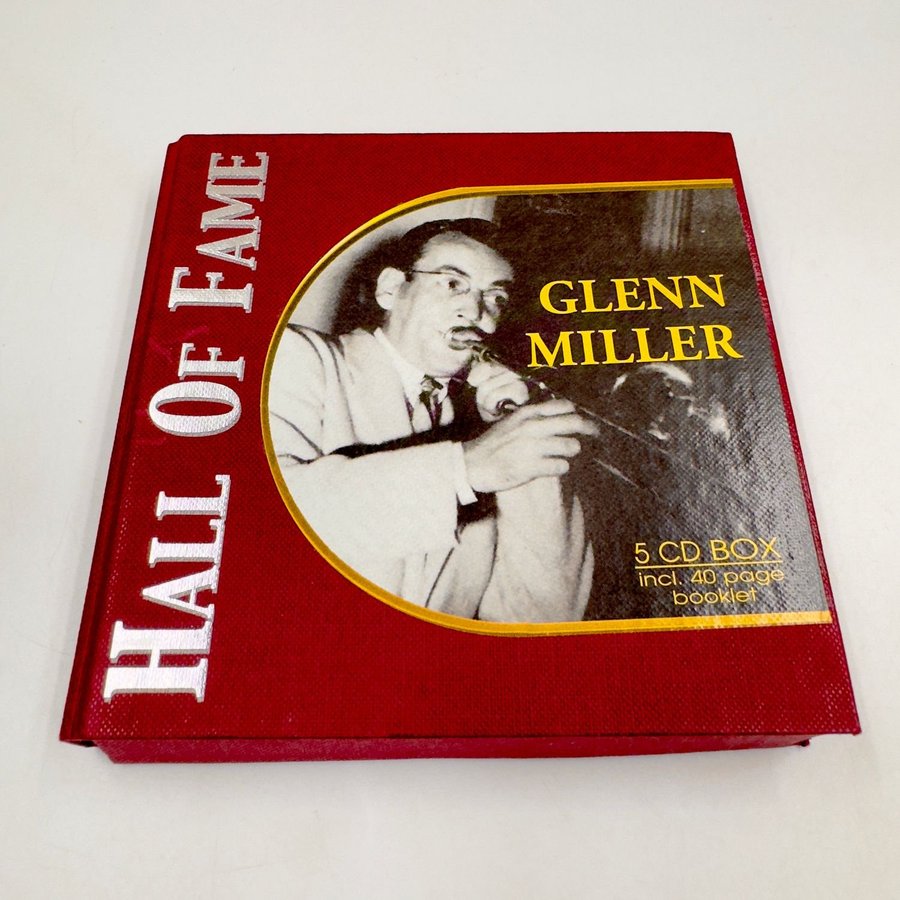 HALL OF FAME
GLENN
MILLER
5 CD BOX
incl. 40 page
booklet